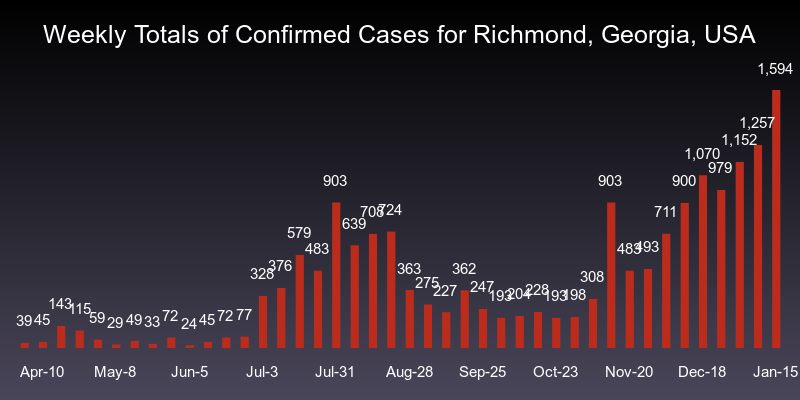 Weekly Totals of Confirmed Cases for Richmond, Georgia, USA
39 45 143 115 59 29 49 33 72 24 45 72 77 328 376 579 483 903 639 708 724 363 275 227 362 247 193 204 228 193 198 308 903 483 493 711 900 1,070 979 1,152 1,257 1,594
Apr-10 May-8 Jun-5 Jul-3 Jul-31 Aug-28 Sep-25 Oct-23 Nov-20 Dec-18 Jan-15